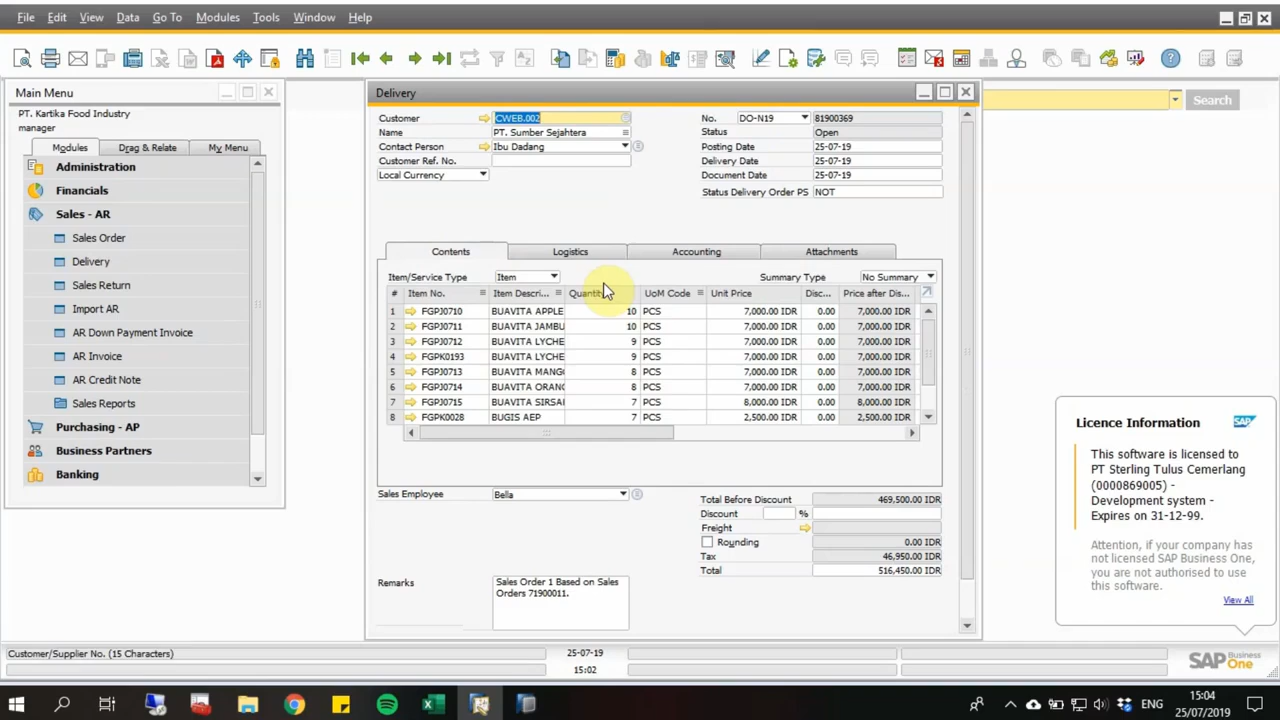 File Edit View Data Go To Modules Tools Window Help
Main Menu
PT. Kartika Food Industry
manager
Modules Drag & Relate My Menu
Administration
Financials
Sales - AR
Sales Order
Delivery
Sales Return
Import AR
AR Down Payment Invoice
AR Invoice
AR Credit Note
Sales Reports
Purchasing - AP
Business Partners
Banking
Delivery
Customer CWEB.002
Name PT. Sumber Sejahtera
Contact Person Ibu Dadang
Customer Ref. No.
Local Currency
No. DO-N19 81900369
Status Open
Posting Date 25-07-19
Delivery Date 25-07-19
Document Date 25-07-19
Status Delivery Order PS NOT
Contents Logistics Accounting Attachments
Item/Service Type Item Summary Type No Summary
# Item No. Item Descri... Quantity UoM Code Unit Price Disc... Price after Dis...
1 FGPJ0710 BUAVITA APPLE 10 PCS 7,000.00 IDR 0.00 7,000.00 IDR
2 FGPJ0711 BUAVITA JAMBU 10 PCS 7,000.00 IDR 0.00 7,000.00 IDR
3 FGPJ0712 BUAVITA LYCHE 9 PCS 7,000.00 IDR 0.00 7,000.00 IDR
4 FGPK0193 BUAVITA LYCHE 9 PCS 7,000.00 IDR 0.00 7,000.00 IDR
5 FGPJ0713 BUAVITA MANG 8 PCS 7,000.00 IDR 0.00 7,000.00 IDR
6 FGPJ0714 BUAVITA ORAN 8 PCS 7,000.00 IDR 0.00 7,000.00 IDR
7 FGPJ0715 BUAVITA SIRSA 7 PCS 8,000.00 IDR 0.00 8,000.00 IDR
8 FGPK0028 BUGIS AEP 7 PCS 2,500.00 IDR 0.00 2,500.00 IDR
Sales Employee Bella
Remarks Sales Order 1 Based on Sales
Orders 71900011.
Total Before Discount 469,500.00 IDR
Discount %
Freight
Rounding 0.00 IDR
Tax 46,950.00 IDR
Total 516,450.00 IDR
Search
Licence Information SAP
This software is licensed to
PT Sterling Tulus Cemerlang
(0000869005) -
Development system -
Expires on 31-12-99.
Attention, if your company has
not licensed SAP Business One,
you are not authorised to use
this software.
View All
Customer/Supplier No. (15 Characters) 25-07-19
15:02
SAP Business One
ENG
15:04
25/07/2019